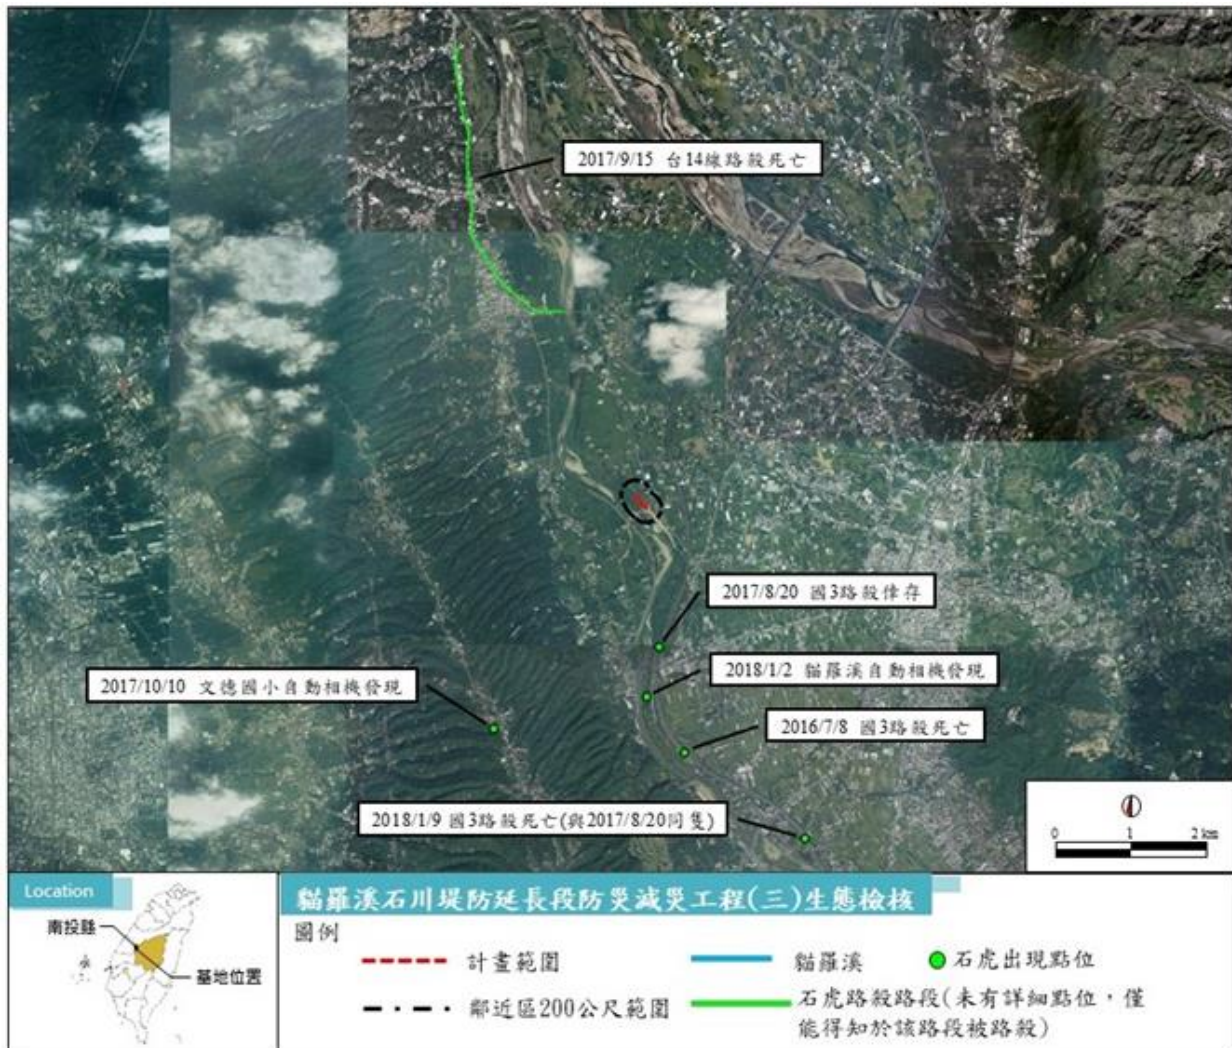 2017/9/15 台14線路殺死亡
2017/8/20 國3路殺倖存
2018/1/2 貓羅溪自動相機發現
2017/10/10 文德國小自動相機發現
2016/7/8 國3路殺死亡
2018/1/9 國3路殺死亡(與2017/8/20同隻)
0 1 2 km
Location
南投縣
基地位置
貓羅溪石川堤防延長段防災減災工程(三)生態檢核
圖例
計畫範圍
貓羅溪
石虎出現點位
鄰近區200公尺範圍
石虎路殺路段(未有詳細點位，僅
能得知於該路段被路殺)